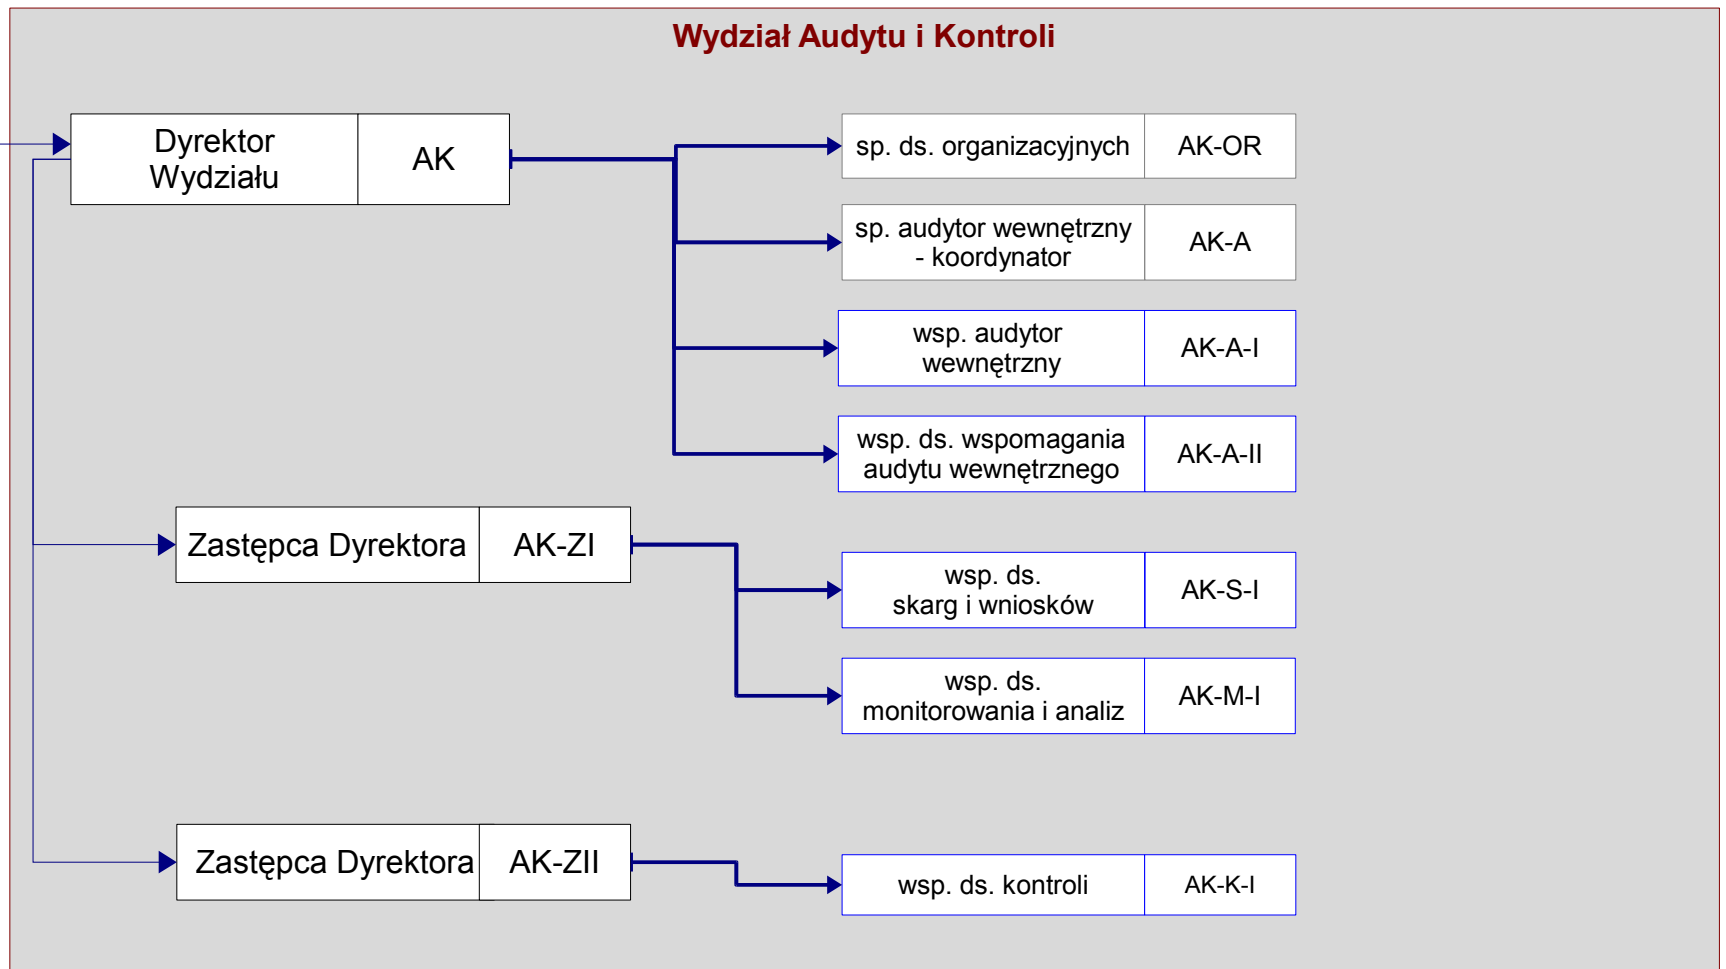 Wydział Audytu i Kontroli
Dyrektor
Wydziału
AK
sp. ds. organizacyjnych
AK-OR
sp. audytor wewnętrzny
- koordynator
AK-A
wsp. audytor
wewnętrzny
AK-A-I
wsp. ds. wspomagania
audytu wewnętrznego
AK-A-II
Zastępca Dyrektora
AK-ZI
wsp. ds.
skarg i wniosków
AK-S-I
wsp. ds.
monitorowania i analiz
AK-M-I
Zastępca Dyrektora
AK-ZII
wsp. ds. kontroli
AK-K-I